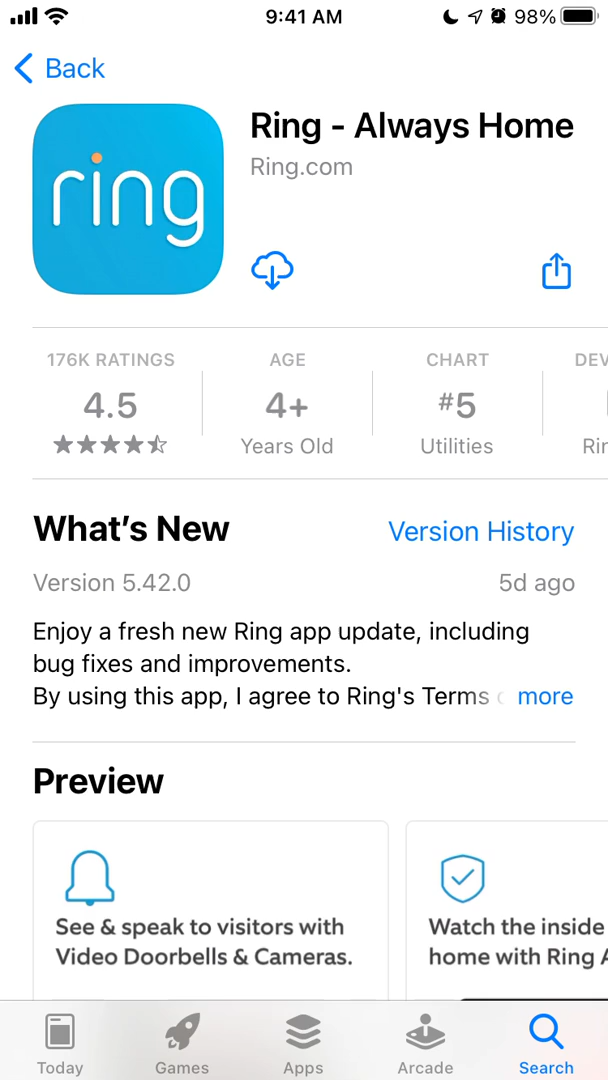 9:41 AM 98%
Back
ring
Ring - Always Home
Ring.com
176K RATINGS AGE CHART
4.5 4+ #5
Years Old Utilities
What’s New Version History
Version 5.42.0 5d ago
Enjoy a fresh new Ring app update, including
bug fixes and improvements.
By using this app, I agree to Ring's Terms more
Preview
See & speak to visitors with
Video Doorbells & Cameras.
Watch the inside
home with Ring
Today Games Apps Arcade Search